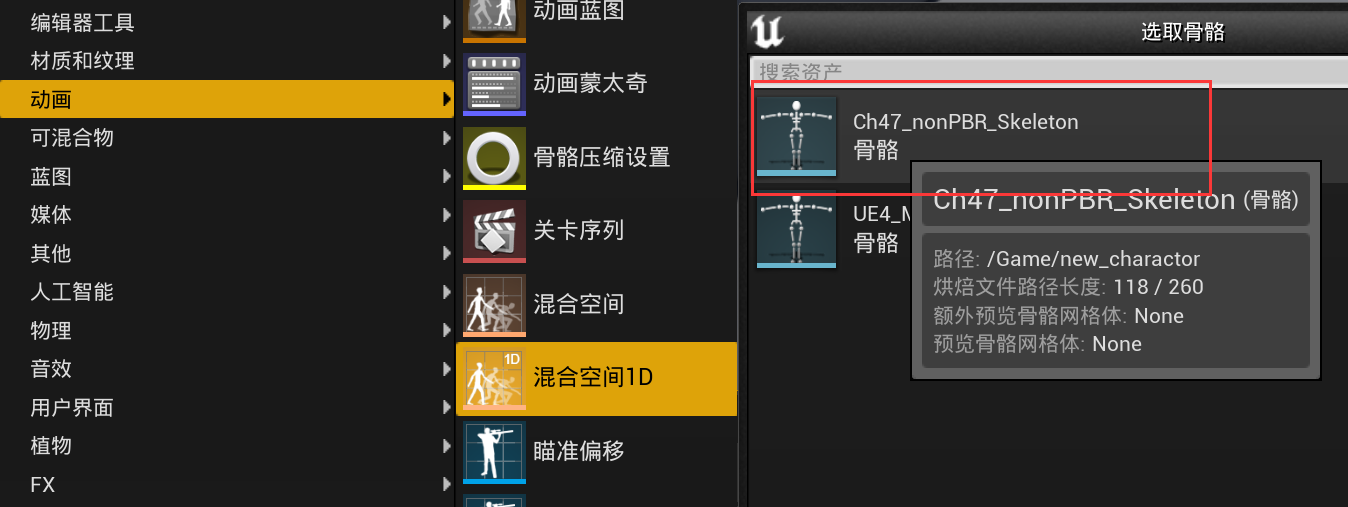 编辑器工具
材质和纹理
动画
可混合物
蓝图
媒体
其他
人工智能
物理
音效
用户界面
植物
FX
动画蓝图
动画蒙太奇
骨骼压缩设置
关卡序列
混合空间
1D
混合空间1D
瞄准偏移
选取骨骼
搜索资产
Ch47_nonPBR_Skeleton
骨骼
UE4_M
骨骼
Ch47_nonPBR_Skeleton (骨骼)
路径: /Game/new_charactor
烘焙文件路径长度: 118 / 260
额外预览骨骼网格体: None
预览骨骼网格体: None